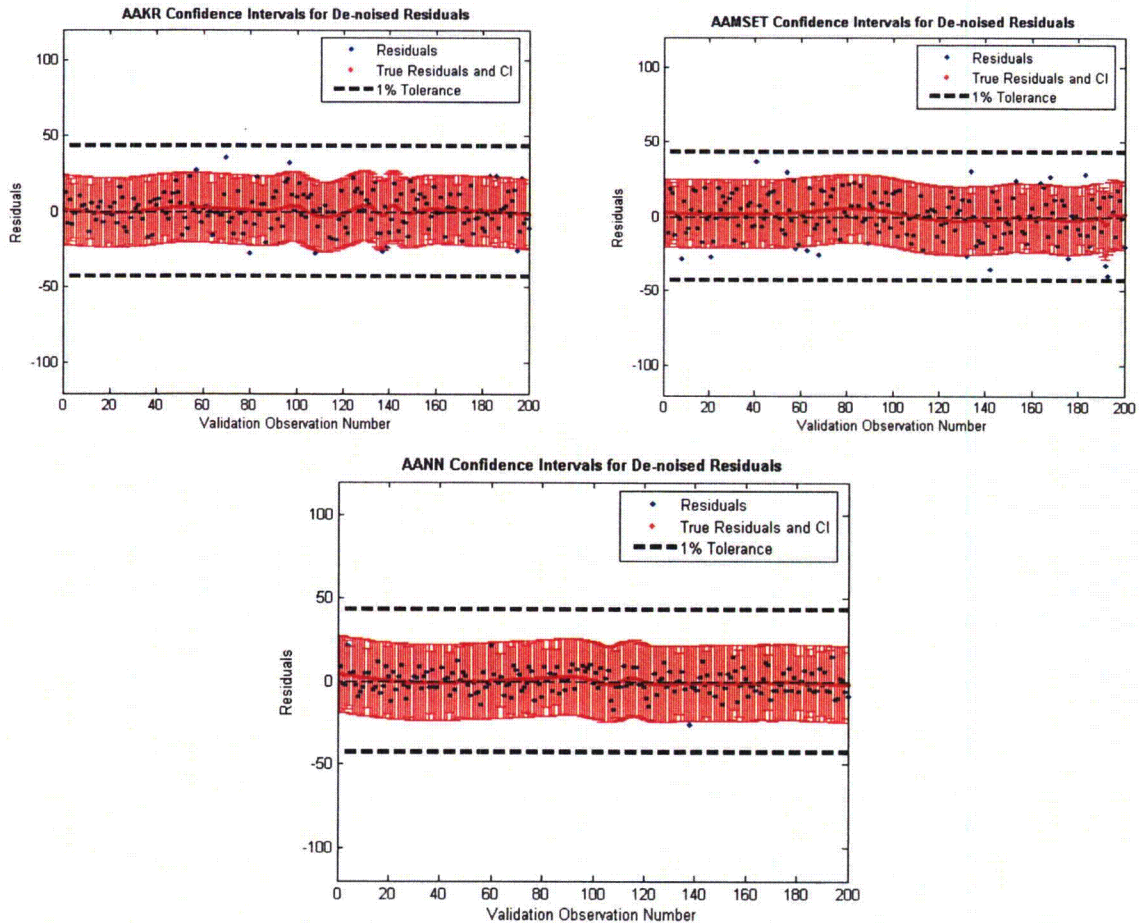 AAKR Confidence Intervals for De-noised Residuals
Residuals
True Residuals and CI
1% Tolerance
100
50
0
-50
-100
Residuals
0 20 40 60 80 100 120 140 160 180 200
Validation Observation Number
AAMSET Confidence Intervals for De-noised Residuals
Residuals
True Residuals and CI
1% Tolerance
100
50
0
-50
-100
Residuals
0 20 40 60 80 100 120 140 160 180 200
Validation Observation Number
AANN Confidence Intervals for De-noised Residuals
Residuals
True Residuals and CI
1% Tolerance
100
50
0
-50
-100
Residuals
0 20 40 60 80 100 120 140 160 180 200
Validation Observation Number